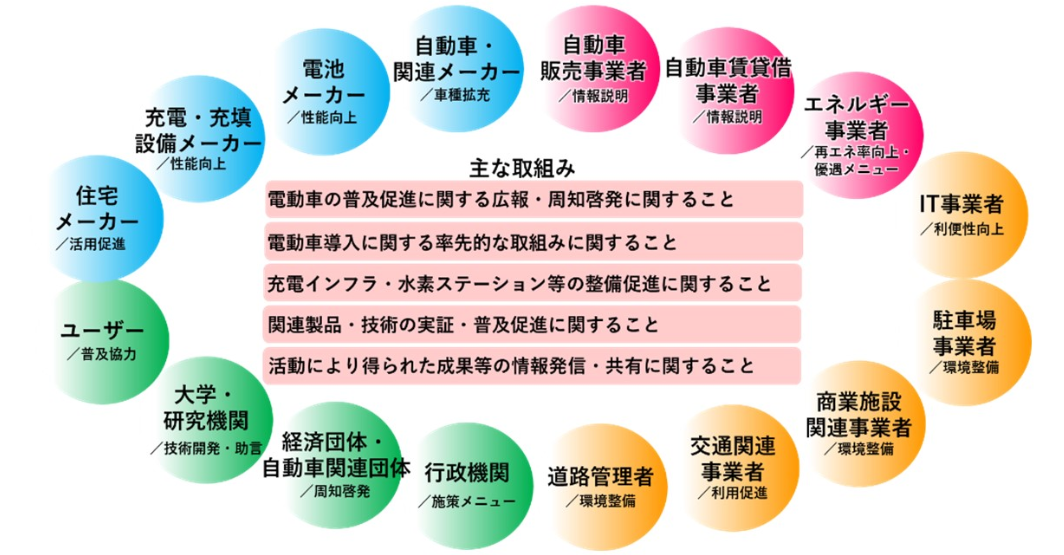 電池
メーカー
／性能向上
自動車・
関連メーカー
／車種拡充
自動車
販売事業者
／情報説明
自動車賃貸借
事業者
／情報説明
エネルギー
事業者
／再エネ率向上・
優遇メニュー
IT事業者
／利便性向上
駐車場
事業者
／環境整備
商業施設
関連事業者
／環境整備
交通関連
事業者
／利用促進
道路管理者
／環境整備
行政機関
／施策メニュー
経済団体・
自動車関連団体
／周知啓発
大学・
研究機関
／技術開発・助言
ユーザー
／普及協力
住宅
メーカー
／活用促進
充電・充填
設備メーカー
／性能向上
主な取組み
電動車の普及促進に関する広報・周知啓発に関すること
電動車導入に関する率先的な取組みに関すること
充電インフラ・水素ステーション等の整備促進に関すること
関連製品・技術の実証・普及促進に関すること
活動により得られた成果等の情報発信・共有に関すること